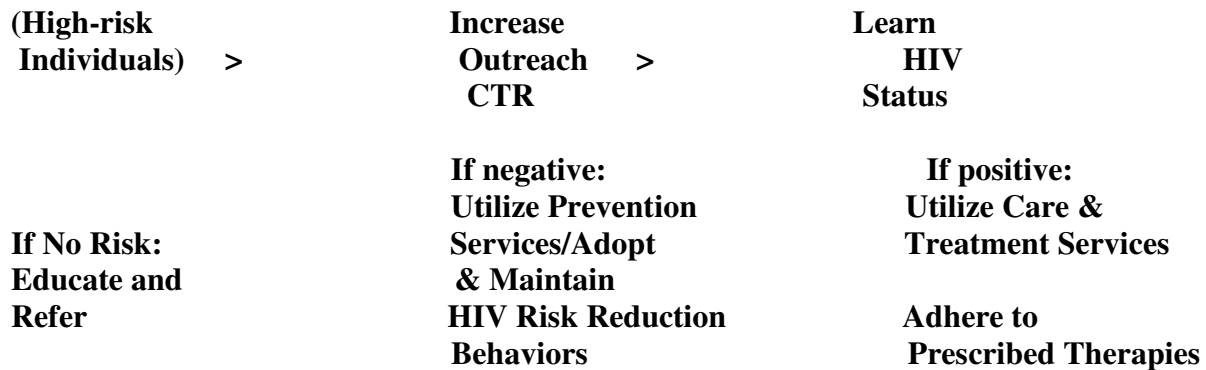 (High-risk Increase Learn
Individuals) > Outreach > HIV
CTR Status
If negative: If positive:
Utilize Prevention Utilize Care &
If No Risk: Services/Adopt Treatment Services
Educate and & Maintain
Refer HIV Risk Reduction Adhere to
Behaviors Prescribed Therapies